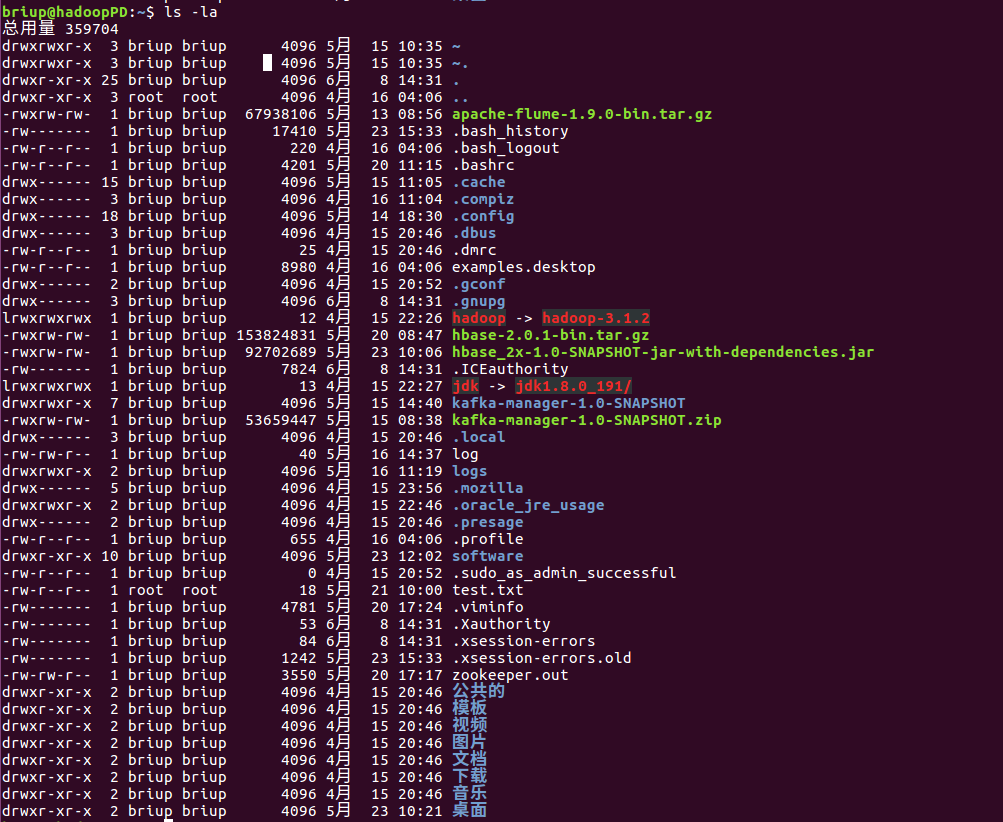 briup@hadoopPD:~$ ls -la
总用量 359704
drwxrwxr-x 3 briup briup 4096 5月 15 10:35 ~
drwxrwxr-x 3 briup briup 4096 5月 15 10:35 ~.
drwxr-xr-x 25 briup briup 4096 6月 8 14:31 .
drwxr-xr-x 3 root root 4096 4月 16 04:06 ..
-rwxrw-rw- 1 briup briup 67938106 5月 13 08:56 apache-flume-1.9.0-bin.tar.gz
-rw------- 1 briup briup 17410 5月 23 15:33 .bash_history
-rw-r--r-- 1 briup briup 220 4月 16 04:06 .bash_logout
-rw-r--r-- 1 briup briup 4201 5月 20 11:15 .bashrc
drwx------ 15 briup briup 4096 5月 15 11:05 .cache
drwx------ 3 briup briup 4096 4月 16 11:04 .compiz
drwx------ 18 briup briup 4096 5月 14 18:30 .config
drwx------ 3 briup briup 4096 4月 15 20:46 .dbus
-rw-r--r-- 1 briup briup 25 4月 15 20:46 .dmrc
-rw-r--r-- 1 briup briup 8980 4月 16 04:06 examples.desktop
drwx------ 2 briup briup 4096 4月 15 20:52 .gconf
drwx------ 3 briup briup 4096 6月 8 14:31 .gnupg
lrwxrwxrwx 1 briup briup 12 4月 15 22:26 hadoop -> hadoop-3.1.2
-rwxrw-rw- 1 briup briup 153824831 5月 20 08:47 hbase-2.0.1-bin.tar.gz
-rwxrw-rw- 1 briup briup 92702689 5月 23 10:06 hbase_2x-1.0-SNAPSHOT-jar-with-dependencies.jar
-rw------- 1 briup briup 7824 6月 8 14:31 .ICEauthority
lrwxrwxrwx 1 briup briup 13 4月 15 22:27 jdk -> jdk1.8.0_191/
drwxrwxr-x 7 briup briup 4096 5月 15 14:40 kafka-manager-1.0-SNAPSHOT
-rwxrw-rw- 1 briup briup 53659447 5月 15 08:38 kafka-manager-1.0-SNAPSHOT.zip
drwx------ 3 briup briup 4096 4月 15 20:46 .local
-rw-rw-r-- 1 briup briup 40 5月 16 14:37 log
drwxrwxr-x 2 briup briup 4096 5月 16 11:19 logs
drwx------ 5 briup briup 4096 4月 15 23:56 .mozilla
drwxrwxr-x 2 briup briup 4096 4月 15 22:46 .oracle_jre_usage
drwx------ 2 briup briup 4096 4月 15 20:46 .presage
-rw-r--r-- 1 briup briup 655 4月 16 04:06 .profile
drwxr-xr-x 10 briup briup 4096 5月 23 12:02 software
-rw-r--r-- 1 briup briup 0 4月 15 20:52 .sudo_as_admin_successful
-rw-r--r-- 1 root root 18 5月 21 10:00 test.txt
-rw------- 1 briup briup 4781 5月 20 17:24 .viminfo
-rw------- 1 briup briup 53 6月 8 14:31 .Xauthority
-rw------- 1 briup briup 84 6月 8 14:31 .xsession-errors
-rw------- 1 briup briup 1242 5月 23 15:33 .xsession-errors.old
-rw-rw-r-- 1 briup briup 3550 5月 20 17:17 zookeeper.out
drwxr-xr-x 2 briup briup 4096 4月 15 20:46 公共的
drwxr-xr-x 2 briup briup 4096 4月 15 20:46 模板
drwxr-xr-x 2 briup briup 4096 4月 15 20:46 视频
drwxr-xr-x 2 briup briup 4096 4月 15 20:46 图片
drwxr-xr-x 2 briup briup 4096 4月 15 20:46 文档
drwxr-xr-x 2 briup briup 4096 4月 15 20:46 下载
drwxr-xr-x 2 briup briup 4096 4月 15 20:46 音乐
drwxr-xr-x 2 briup briup 4096 5月 23 10:21 桌面